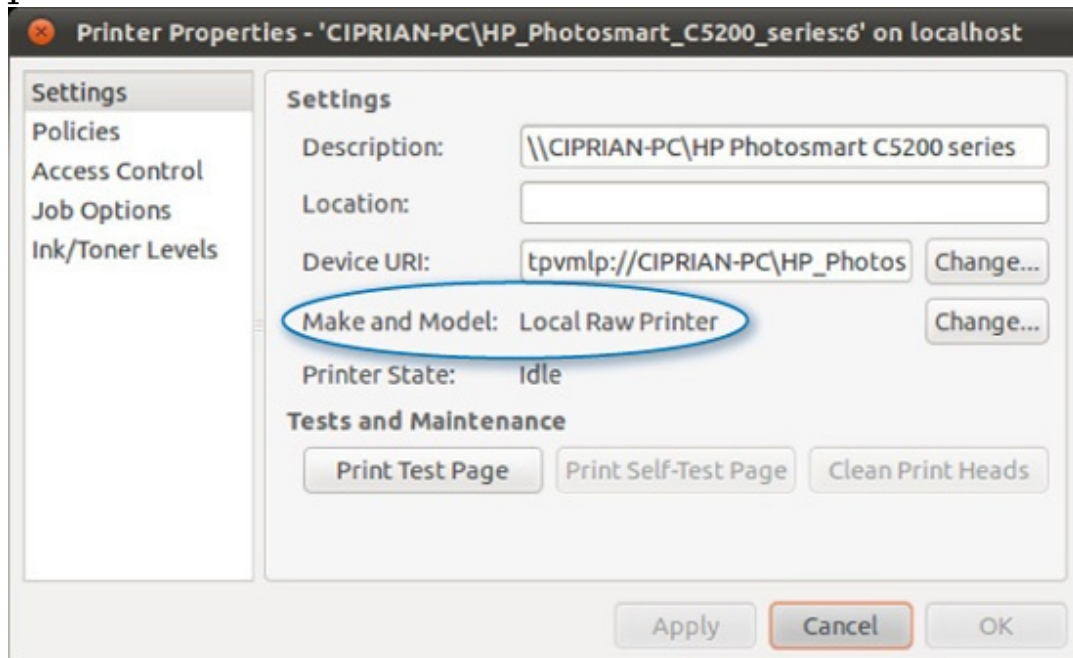 Printer Properties - 'CIPRIAN-PC\HP_Photosmart_C5200_series:6' on localhost
Settings
Policies
Access Control
Job Options
Ink/Toner Levels
Settings
Description: \\CIPRIAN-PC\HP Photosmart C5200 series
Location:
Device URI: tpvmlp://CIPRIAN-PC\HP_Photos Change...
Make and Model: Local Raw Printer Change...
Printer State: Idle
Tests and Maintenance
Print Test Page Print Self-Test Page Clean Print Heads
Apply Cancel OK